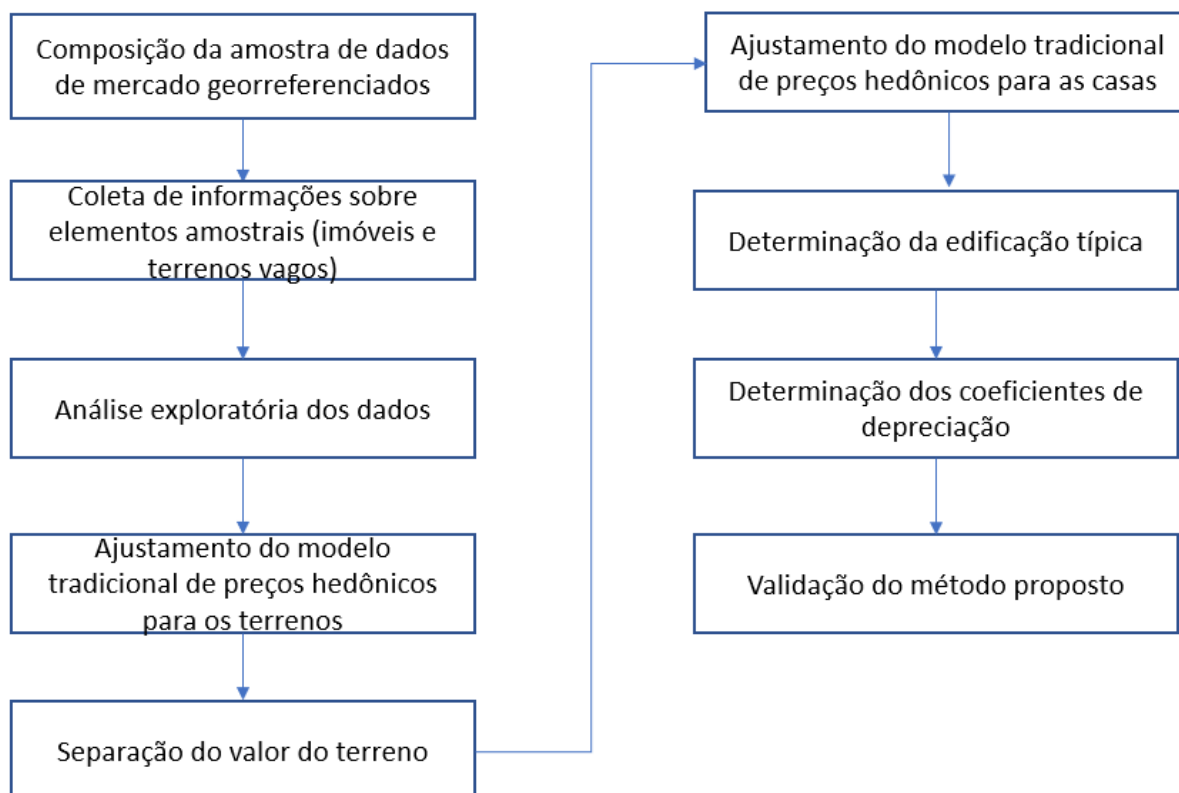 Composição da amostra de dados
de mercado georreferenciados
Coleta de informações sobre
elementos amostrais (imóveis e
terrenos vagos)
Análise exploratória dos dados
Ajustamento do modelo
tradicional de preços hedônicos
para os terrenos
Separação do valor do terreno
Ajustamento do modelo tradicional
de preços hedônicos para as casas
Determinação da edificação típica
Determinação dos coeficientes de
depreciação
Validação do método proposto